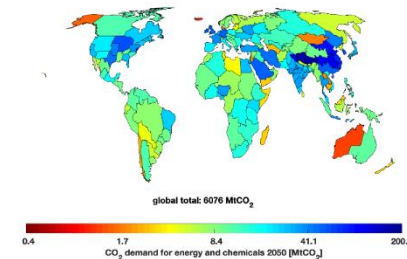 global total: 6076 MtCO₂
0.4 1.7 8.4 41.1 200.
CO₂ demand for energy and chemicals 2050 [MtCO₂]